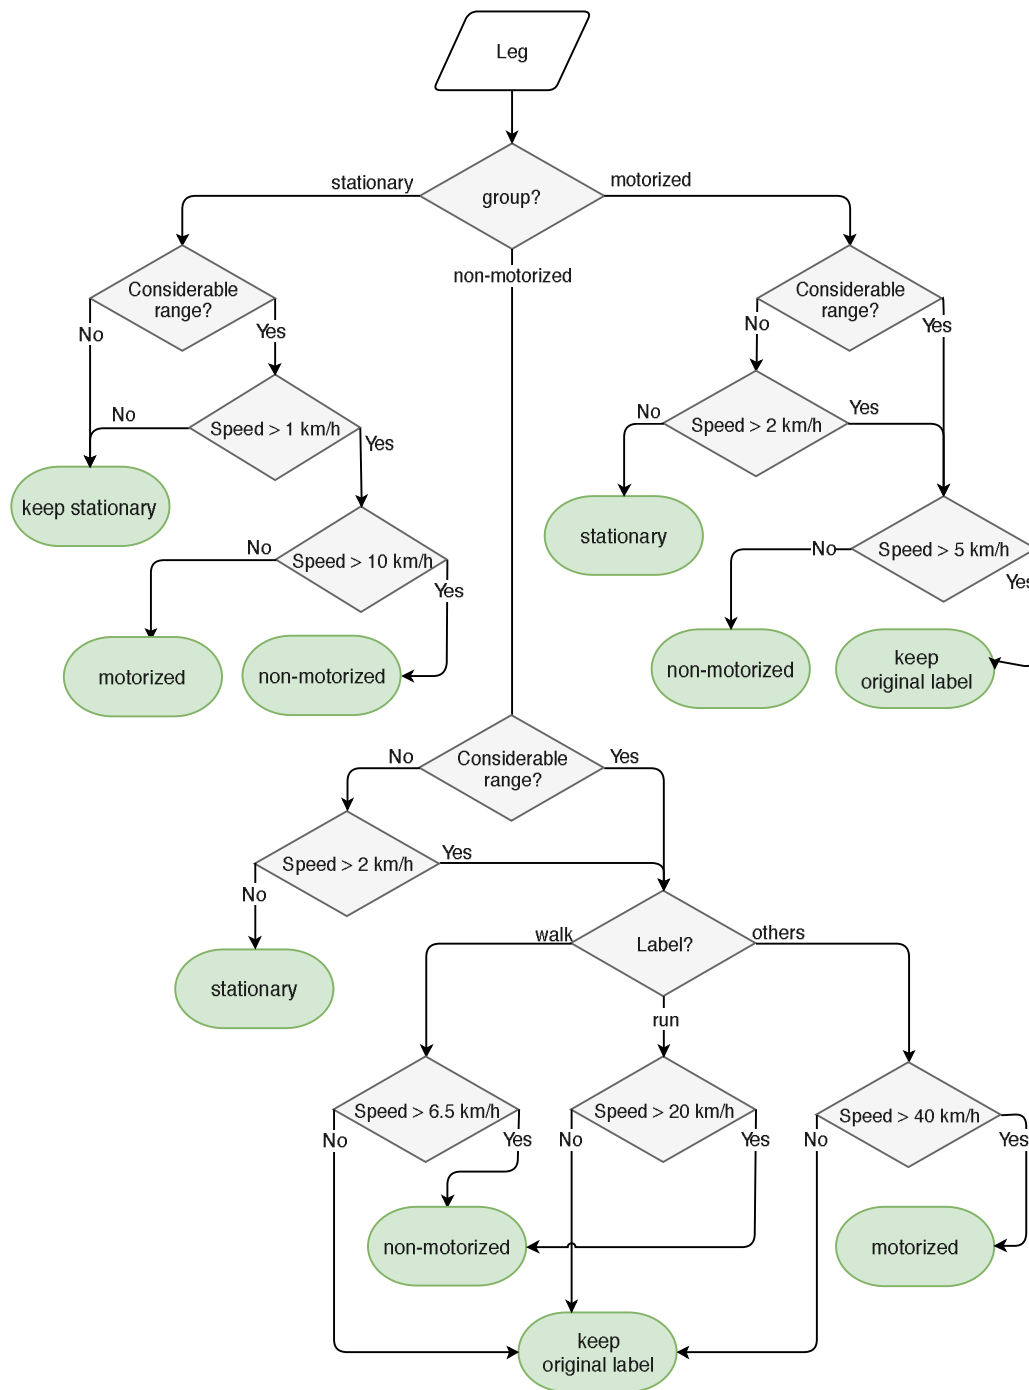 Leg
group?
stationary
motorized
non-motorized
Considerable
range?
No
Yes
Speed > 1 km/h
No
Yes
keep stationary
Speed > 10 km/h
No
Yes
motorized
non-motorized
Considerable
range?
No
Yes
Speed > 2 km/h
No
Yes
stationary
Speed > 5 km/h
No
Yes
non-motorized
keep
original label
Considerable
range?
No
Yes
Speed > 2 km/h
No
Yes
stationary
Label?
walk
run
others
Speed > 6.5 km/h
No
Yes
Speed > 20 km/h
No
Yes
Speed > 40 km/h
No
Yes
non-motorized
motorized
keep
original label